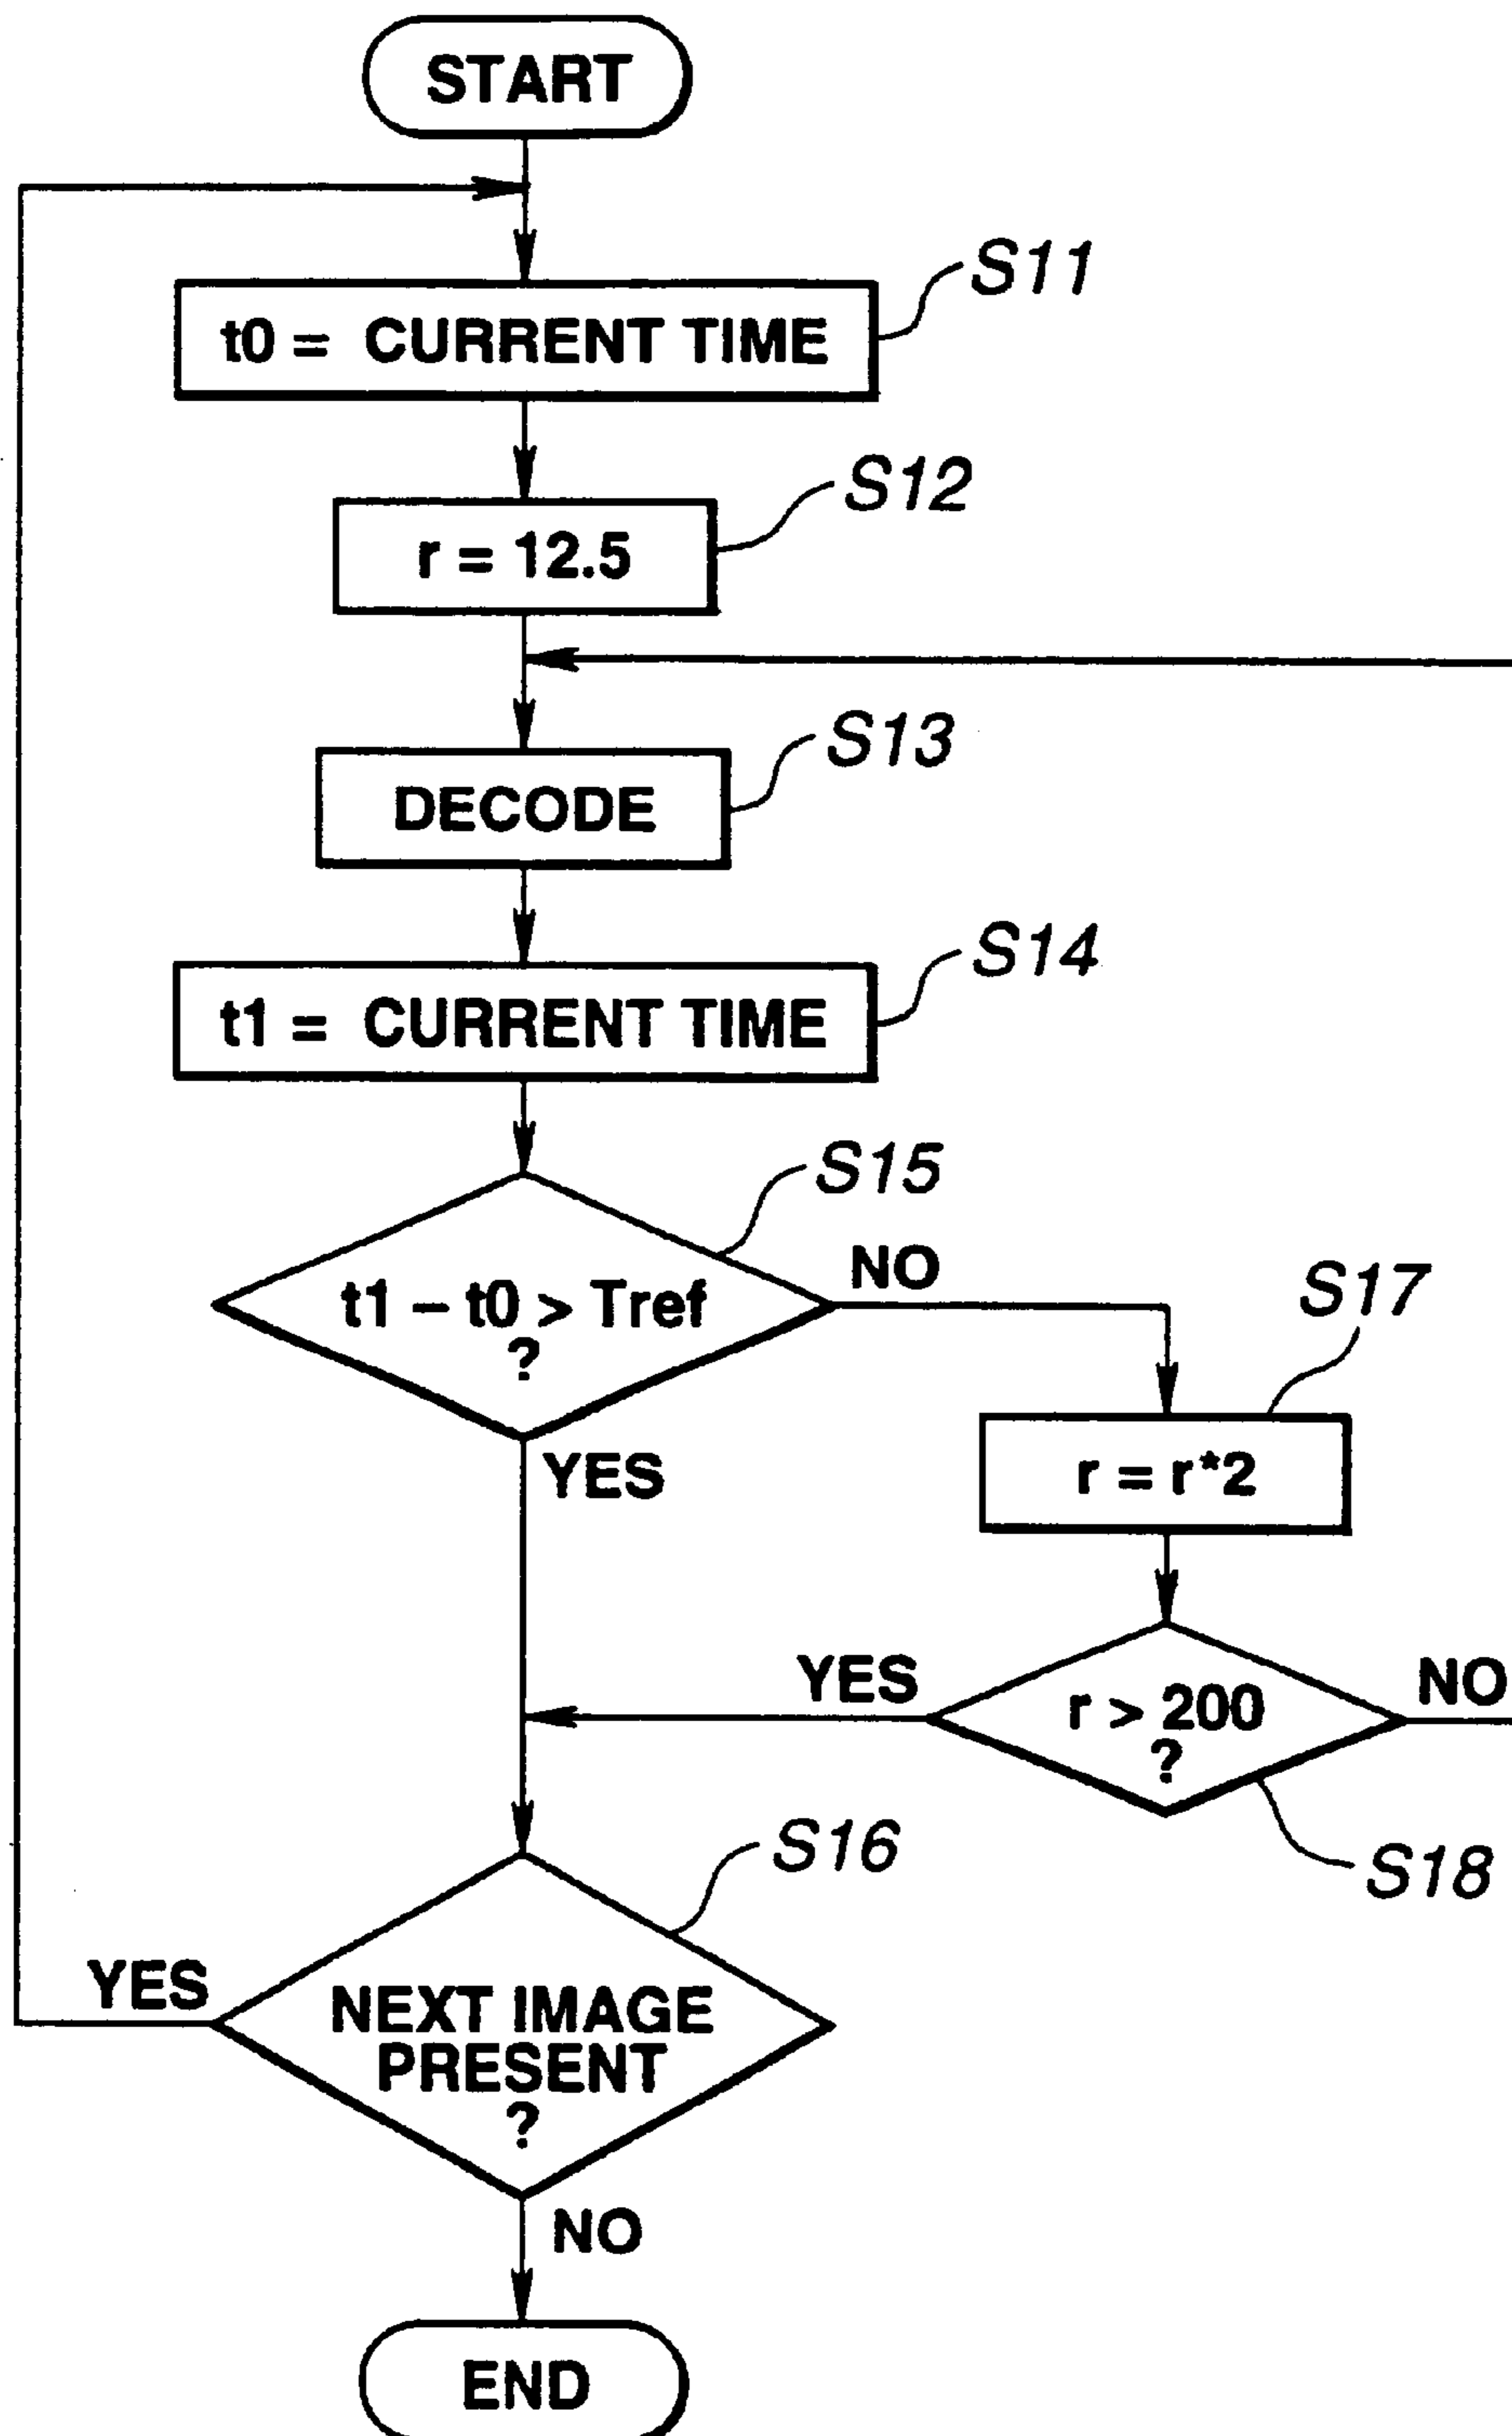 START
S11
t0 = CURRENT TIME
S12
r = 12.5
S13
DECODE
S14
t1 = CURRENT TIME
S15
t1 – t0 > Tref
?
NO
YES
S17
r = r*2
YES
r > 200
?
NO
S18
S16
YES
NEXT IMAGE
PRESENT
?
NO
END